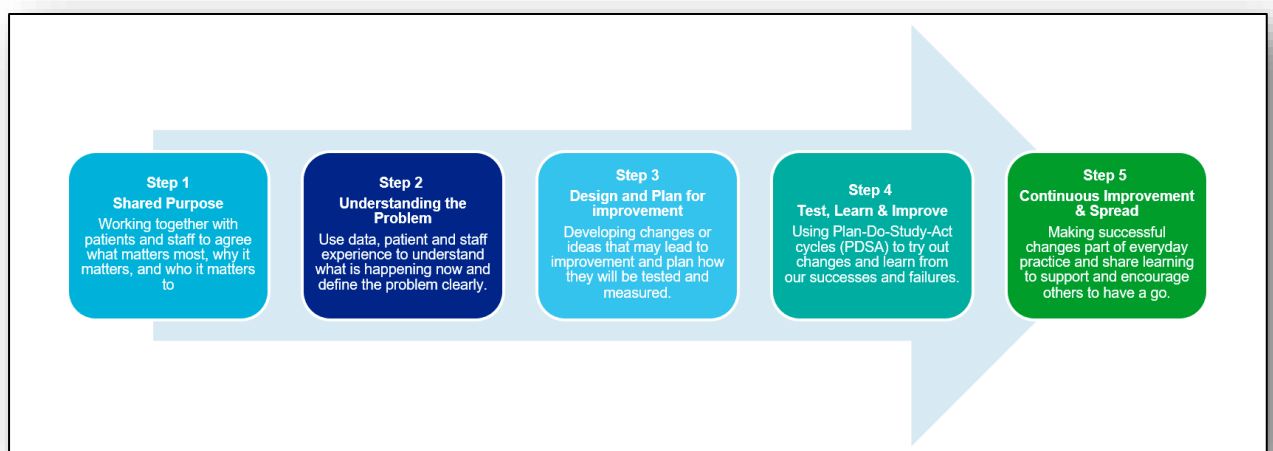 Step 1
Shared Purpose
Working together with
patients and staff to agree
what matters most, why it
matters, and who it matters
to
Step 2
Understanding the
Problem
Use data, patient and staff
experience to understand
what is happening now and
define the problem clearly.
Step 3
Design and Plan for
improvement
Developing changes or
ideas that may lead to
improvement and plan how
they will be tested and
measured.
Step 4
Test, Learn & Improve
Using Plan-Do-Study-Act
cycles (PDSA) to try out
changes and learn from
our successes and failures.
Step 5
Continuous Improvement
& Spread
Making successful
changes part of everyday
practice and share learning
to support and encourage
others to have a go.